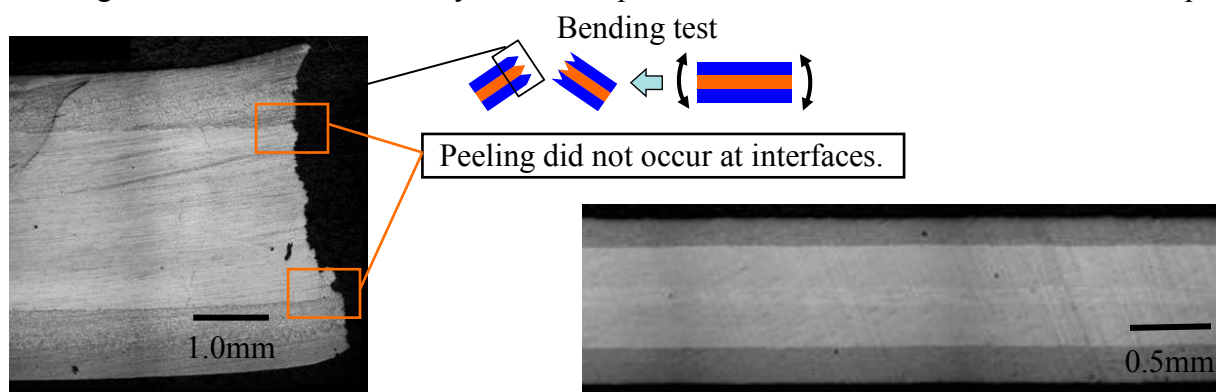 Bending test
Peeling did not occur at interfaces.
1.0mm
0.5mm